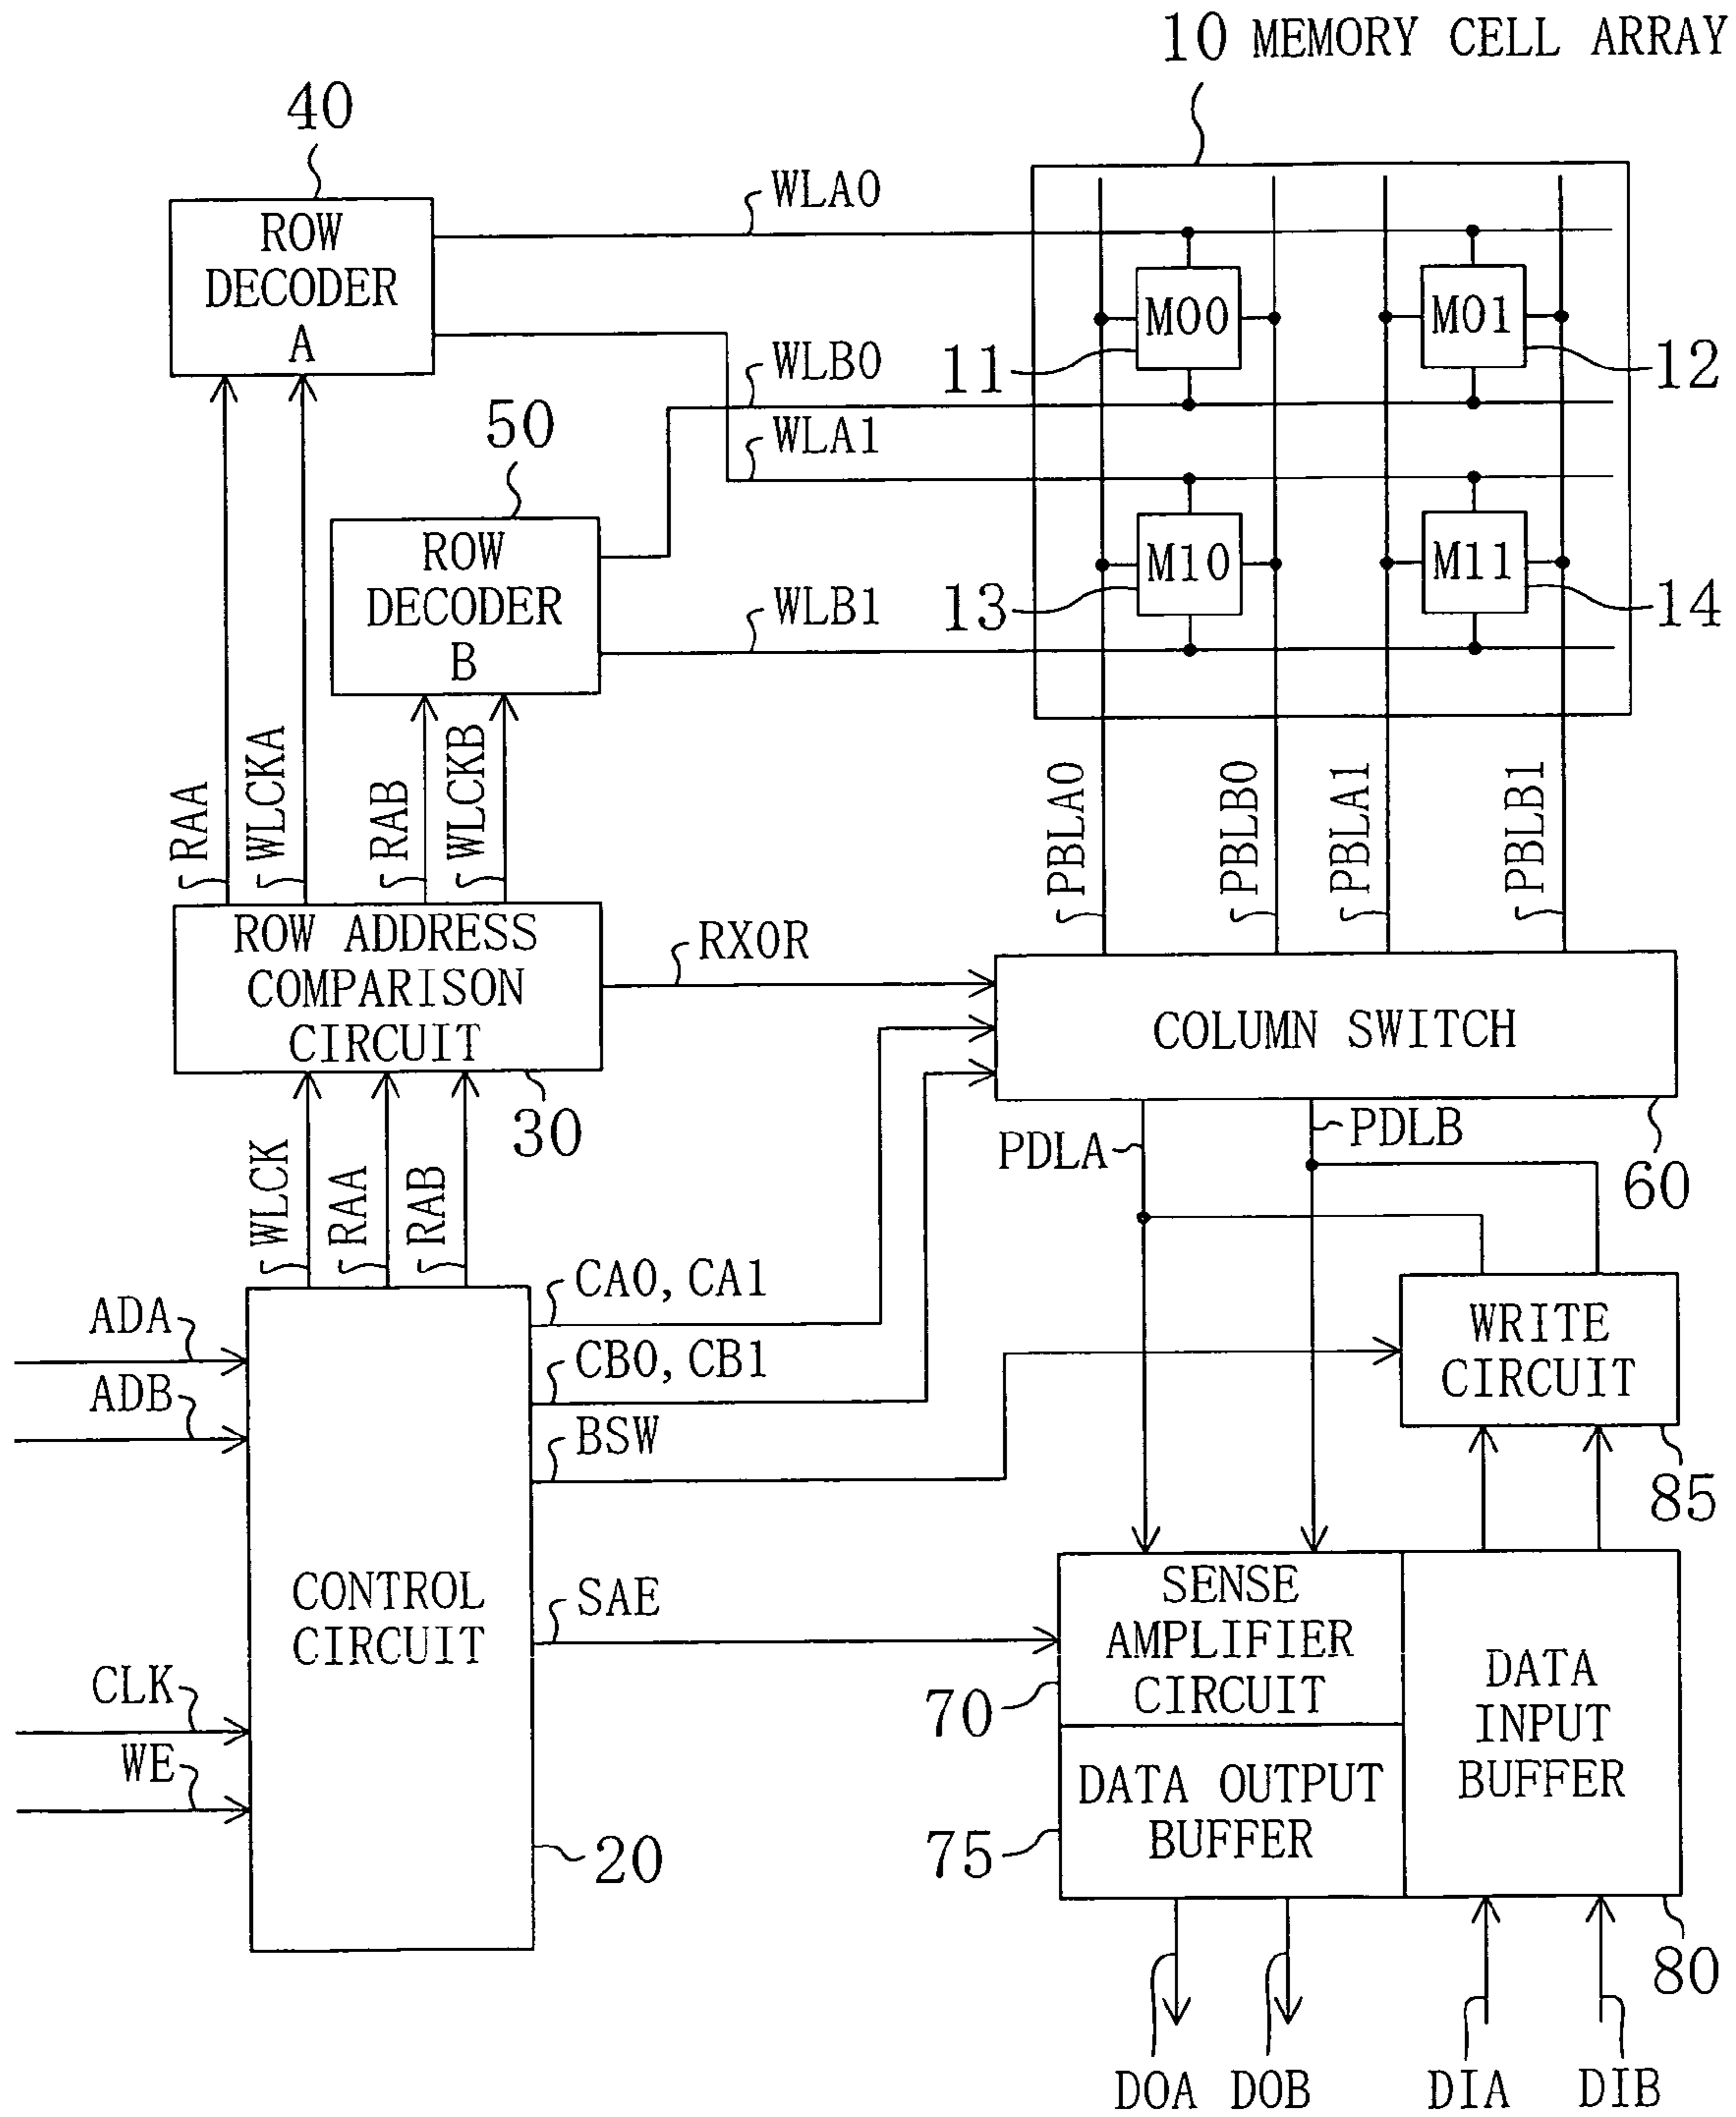 10 MEMORY CELL ARRAY
40
ROW
DECODER
A
WLA0
M00
M01
11
12
WLB0
WLA1
50
ROW
DECODER
B
WLB1
M10
M11
13
14
RAA
WLCKA
RAB
WLCKB
PBLA0
PBLB0
PBLA1
PBLB1
ROW ADDRESS
COMPARISON
CIRCUIT
30
RXOR
COLUMN SWITCH
60
WLCK
RAA
RAB
PDLA
PDLB
ADA
ADB
CLK
WE
CONTROL
CIRCUIT
20
CA0, CA1
CB0, CB1
BSW
SAE
WRITE
CIRCUIT
85
SENSE
AMPLIFIER
CIRCUIT
70
DATA OUTPUT
BUFFER
75
DATA
INPUT
BUFFER
80
DOA
DOB
DIA
DIB